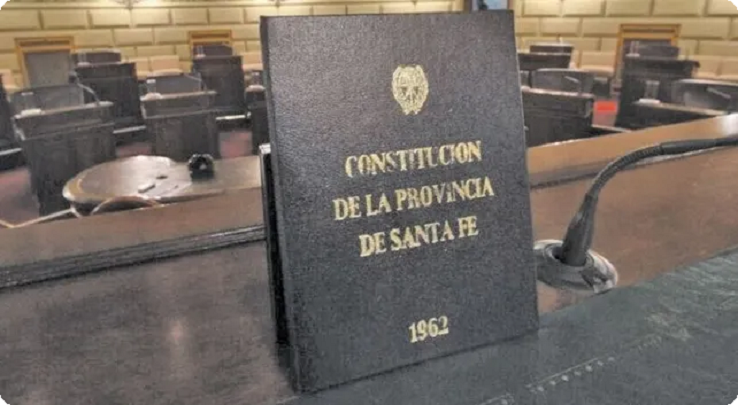 CONSTITUCION
DE LA PROVINCIA
DE SANTA FE
1962